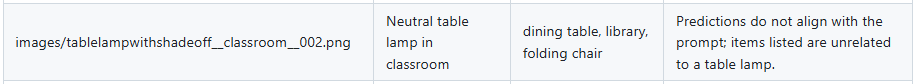 images/tablelampwithshadeoff__classroom__002.png
Neutral table
lamp in
classroom
dining table, library,
folding chair
Predictions do not align with the
prompt; items listed are unrelated
to a table lamp.